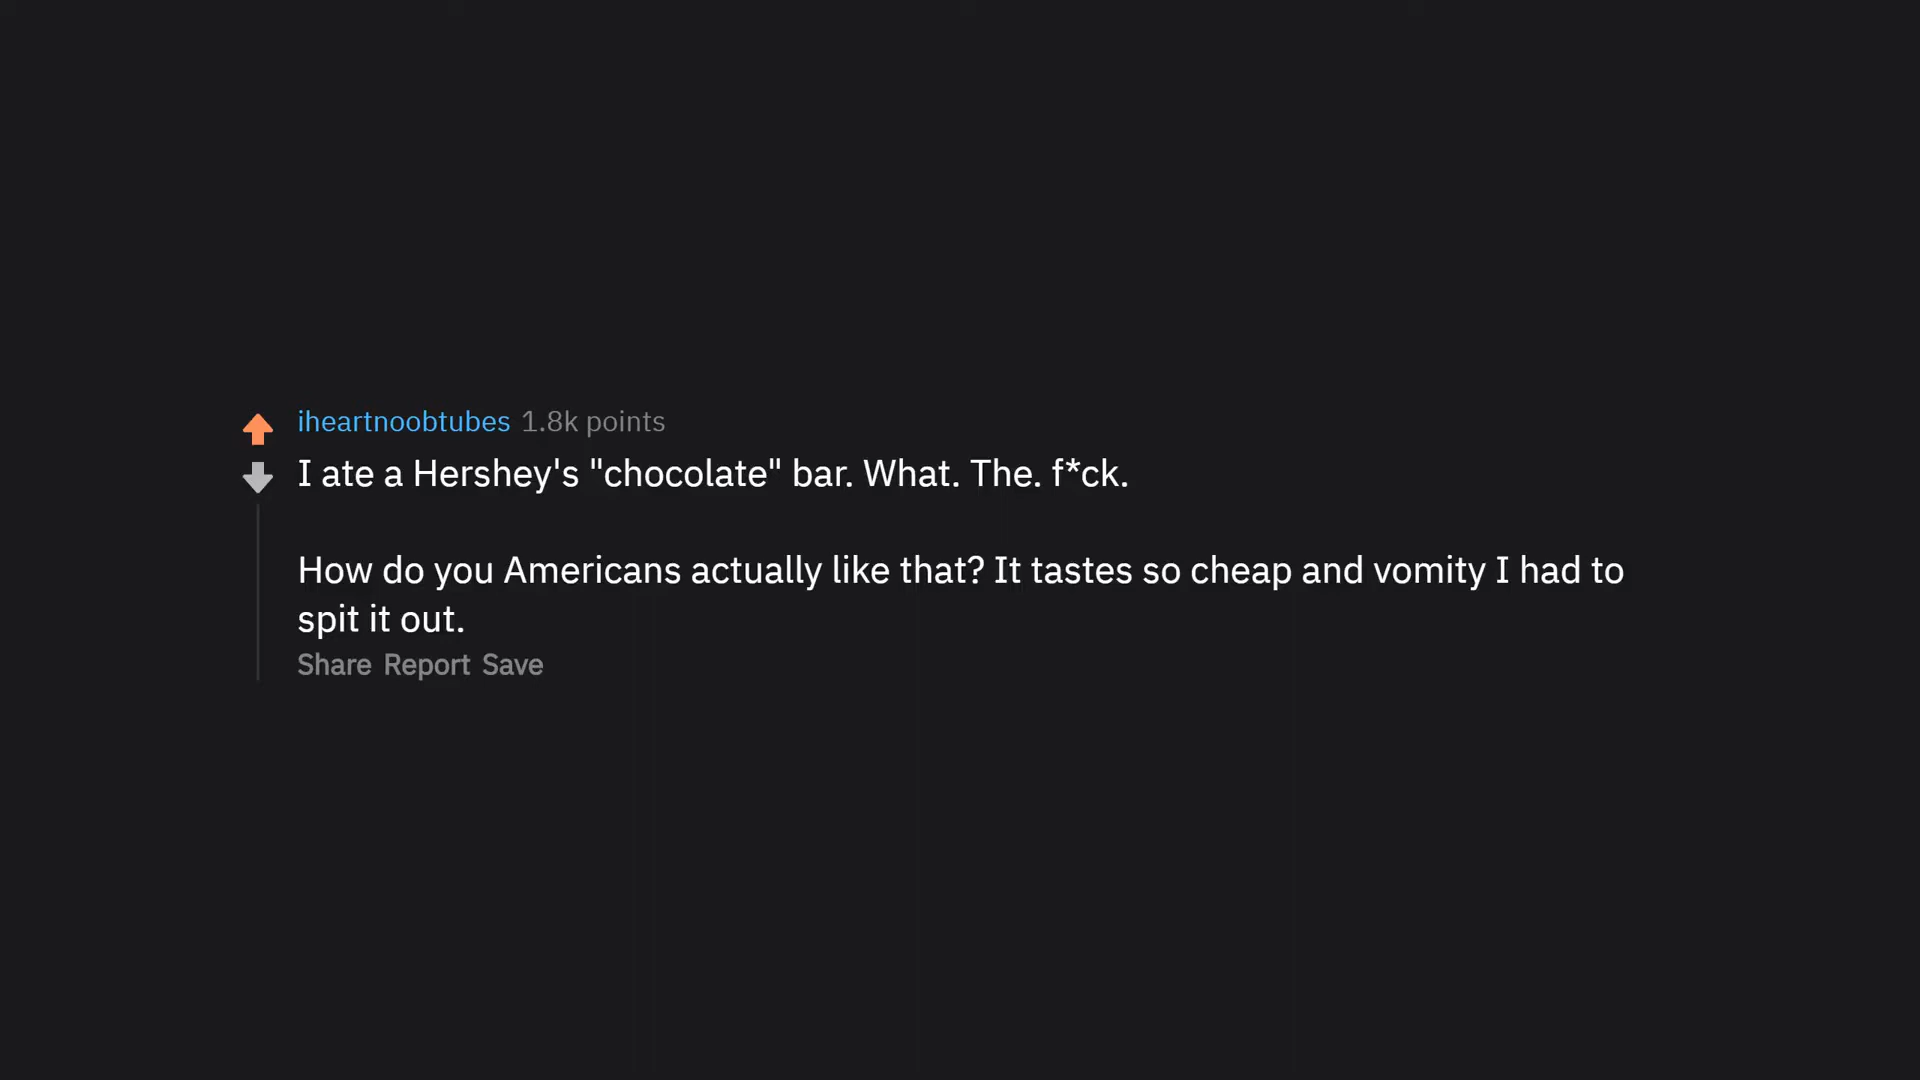 iheartnoobtubes 1.8k points
I ate a Hershey's "chocolate" bar. What. The. f*ck.
How do you Americans actually like that? It tastes so cheap and vomity I had to
spit it out.
Share Report Save